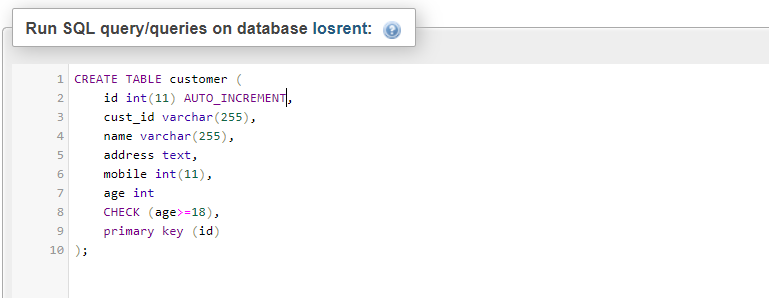 Run SQL query/queries on database losrent:
1 CREATE TABLE customer (
2 id int(11) AUTO_INCREMENT,
3 cust_id varchar(255),
4 name varchar(255),
5 address text,
6 mobile int(11),
7 age int
8 CHECK (age>=18),
9 primary key (id)
10 );